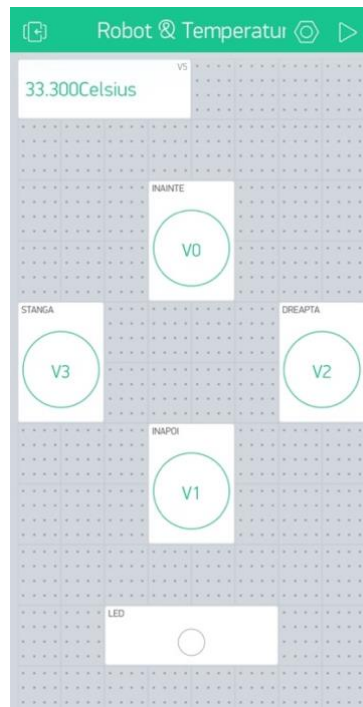 Robot & Temperatur
V5
33.300Celsius
INAINTE
V0
STANGA
V3
DREAPTA
V2
INAPOI
V1
LED